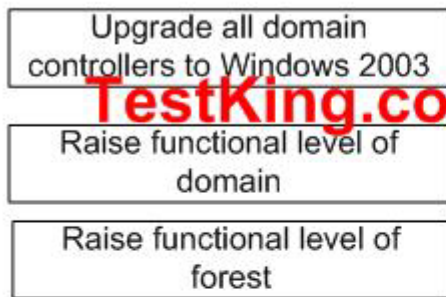 Upgrade all domain
controllers to Windows 2003
TestKing.co
Raise functional level of
domain
Raise functional level of
forest